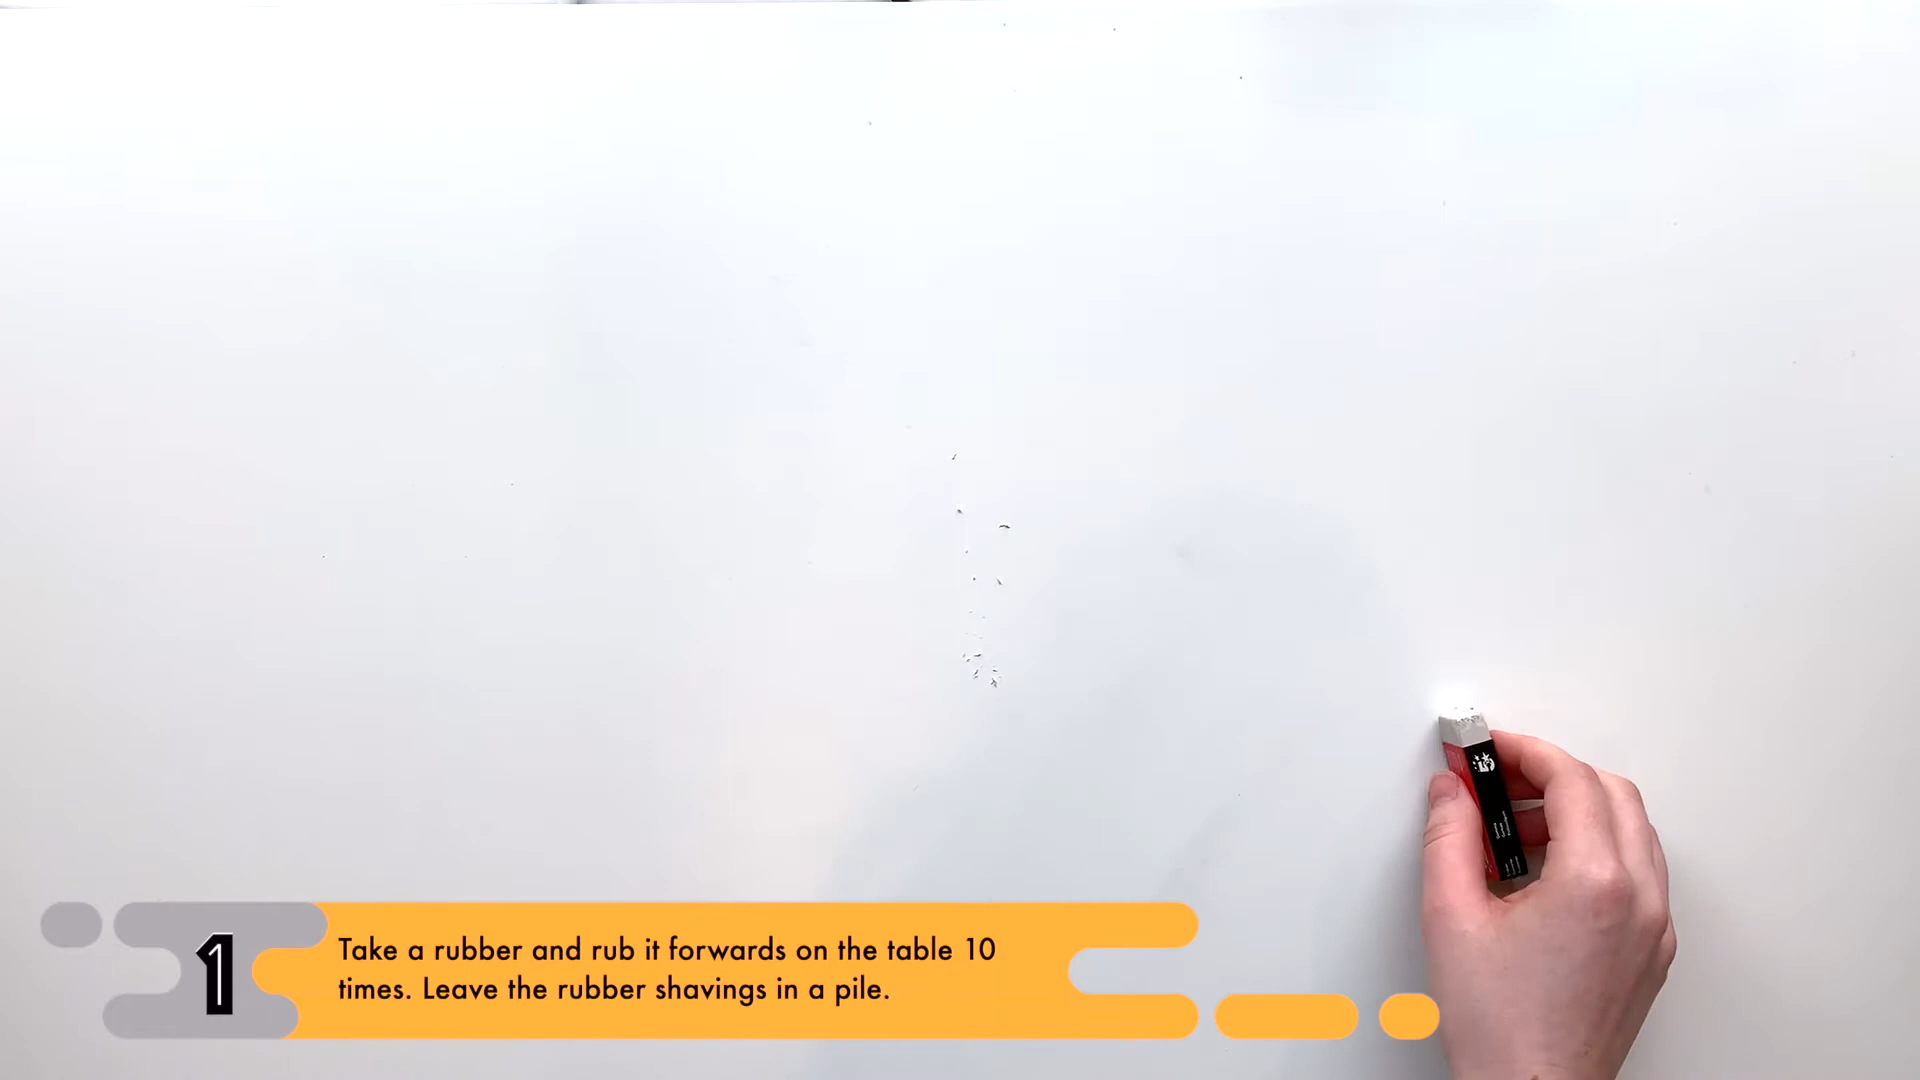 1
Take a rubber and rub it forwards on the table 10
times. Leave the rubber shavings in a pile.